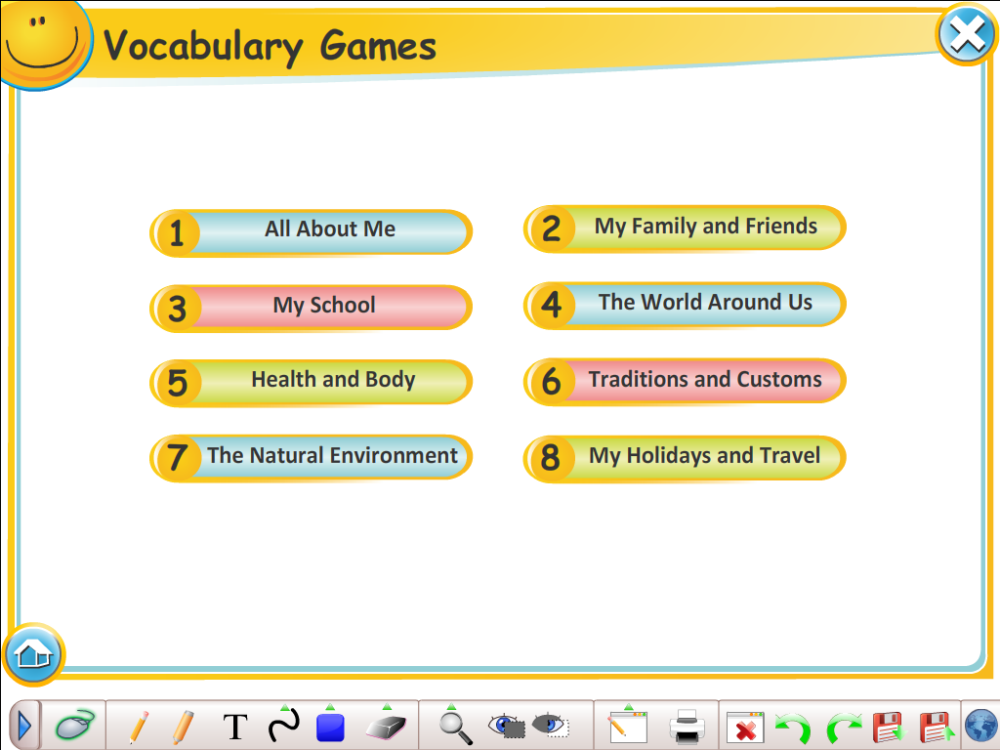 Vocabulary Games
1 All About Me
2 My Family and Friends
3 My School
4 The World Around Us
5 Health and Body
6 Traditions and Customs
7 The Natural Environment
8 My Holidays and Travel
T